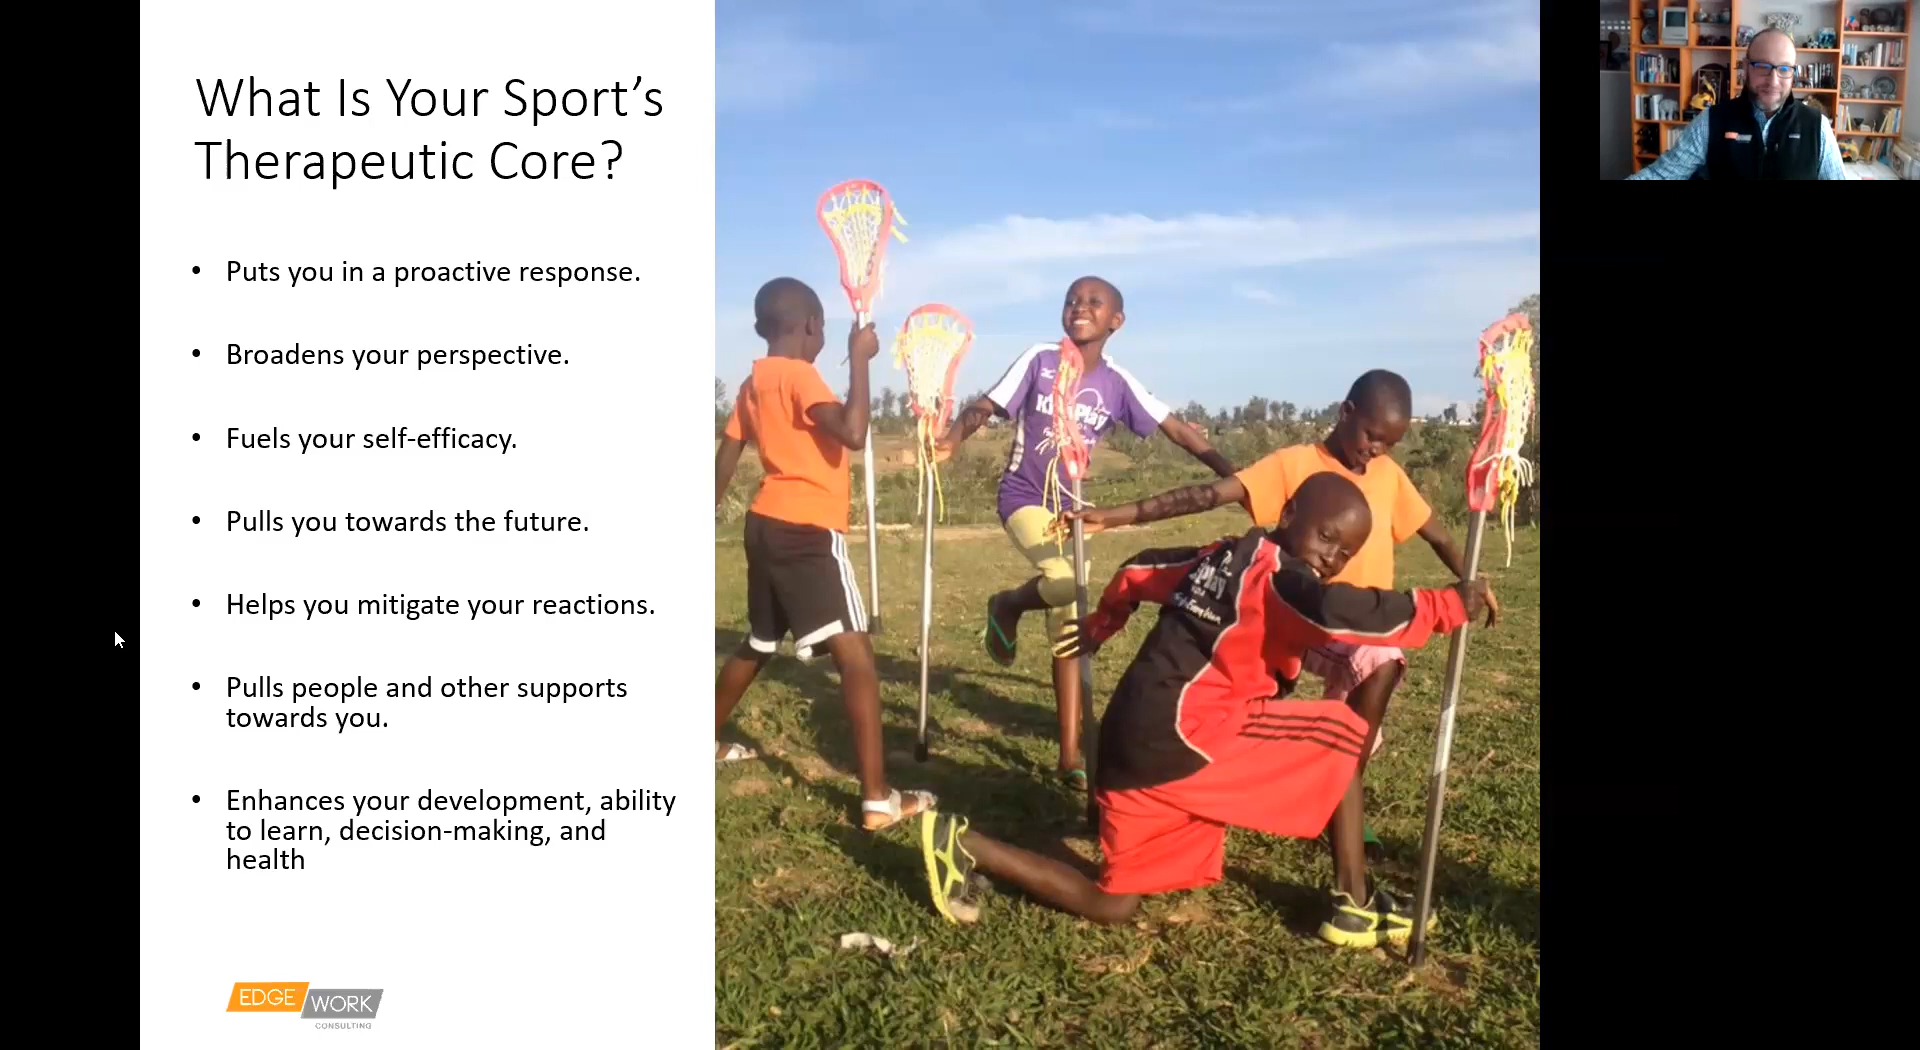 What Is Your Sport’s
Therapeutic Core?
• Puts you in a proactive response.
• Broadens your perspective.
• Fuels your self-efficacy.
• Pulls you towards the future.
• Helps you mitigate your reactions.
• Pulls people and other supports
towards you.
• Enhances your development, ability
to learn, decision-making, and
health
EDGE WORK
CONSULTING